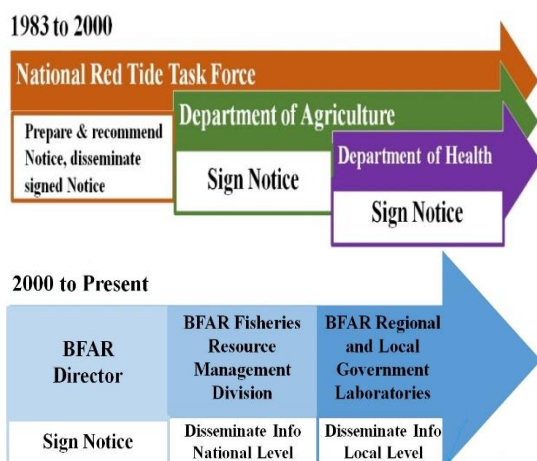 1983 to 2000
National Red Tide Task Force
Prepare & recommend
Notice, disseminate
signed Notice
Department of Agriculture
Sign Notice
Department of Health
Sign Notice
2000 to Present
BFAR
Director
Sign Notice
BFAR Fisheries
Resource
Management
Division
Disseminate Info
National Level
BFAR Regional
and Local
Government
Laboratories
Disseminate Info
Local Level